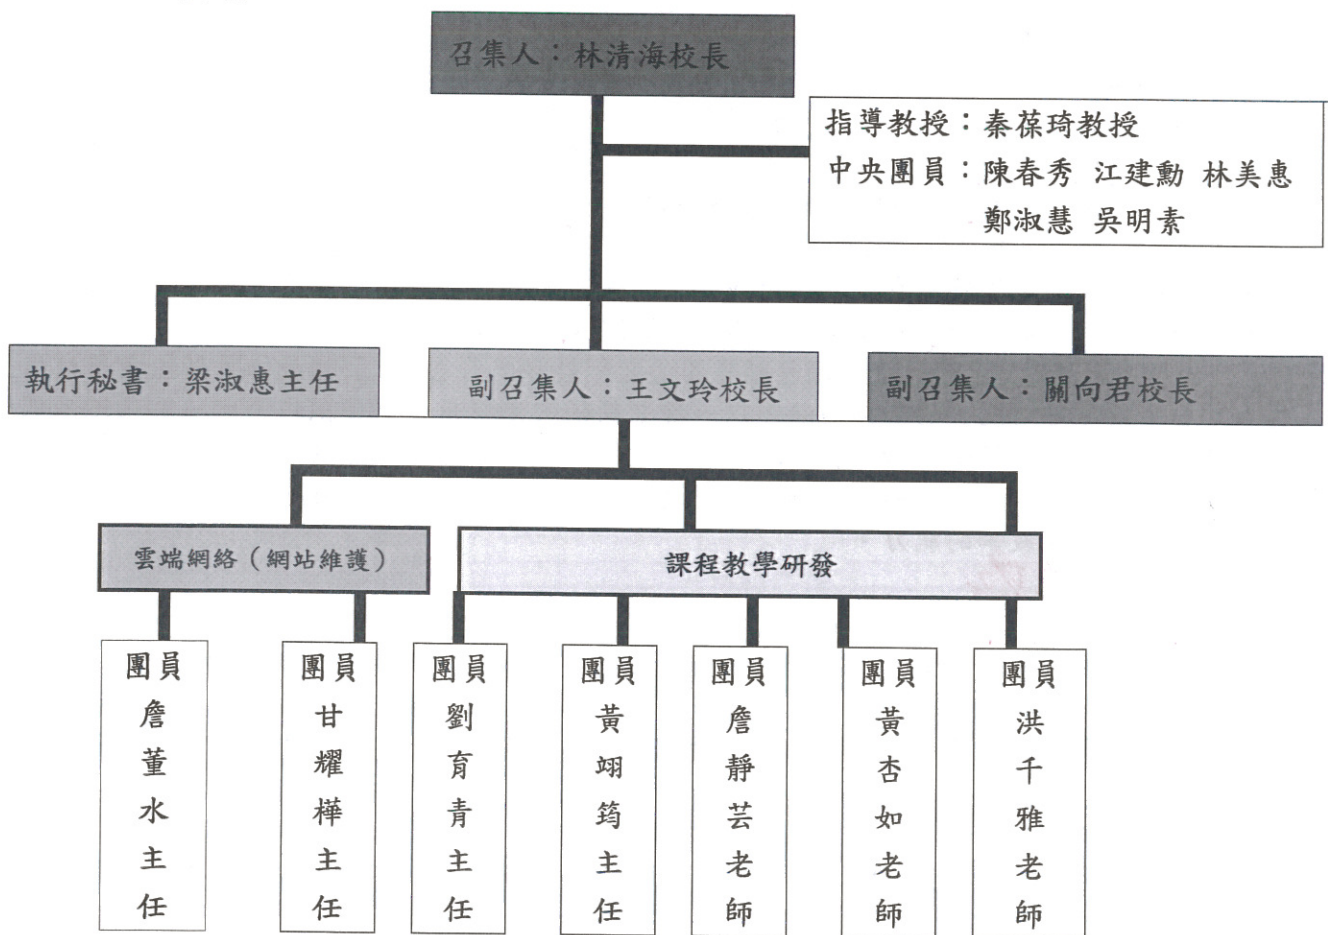 召集人：林清海校長
指導教授：秦葆琦教授
中央團員：陳春秀 江建勳 林美惠
鄭淑慧 吳明素
執行秘書：梁淑惠主任
副召集人：王文玲校長
副召集人：關向君校長
雲端網絡（網站維護）
課程教學研發
團員詹董水主任
團員甘耀樺主任
團員劉育青主任
團員黃翊筠主任
團員詹靜芸老師
團員黃杏如老師
團員洪千雅老師